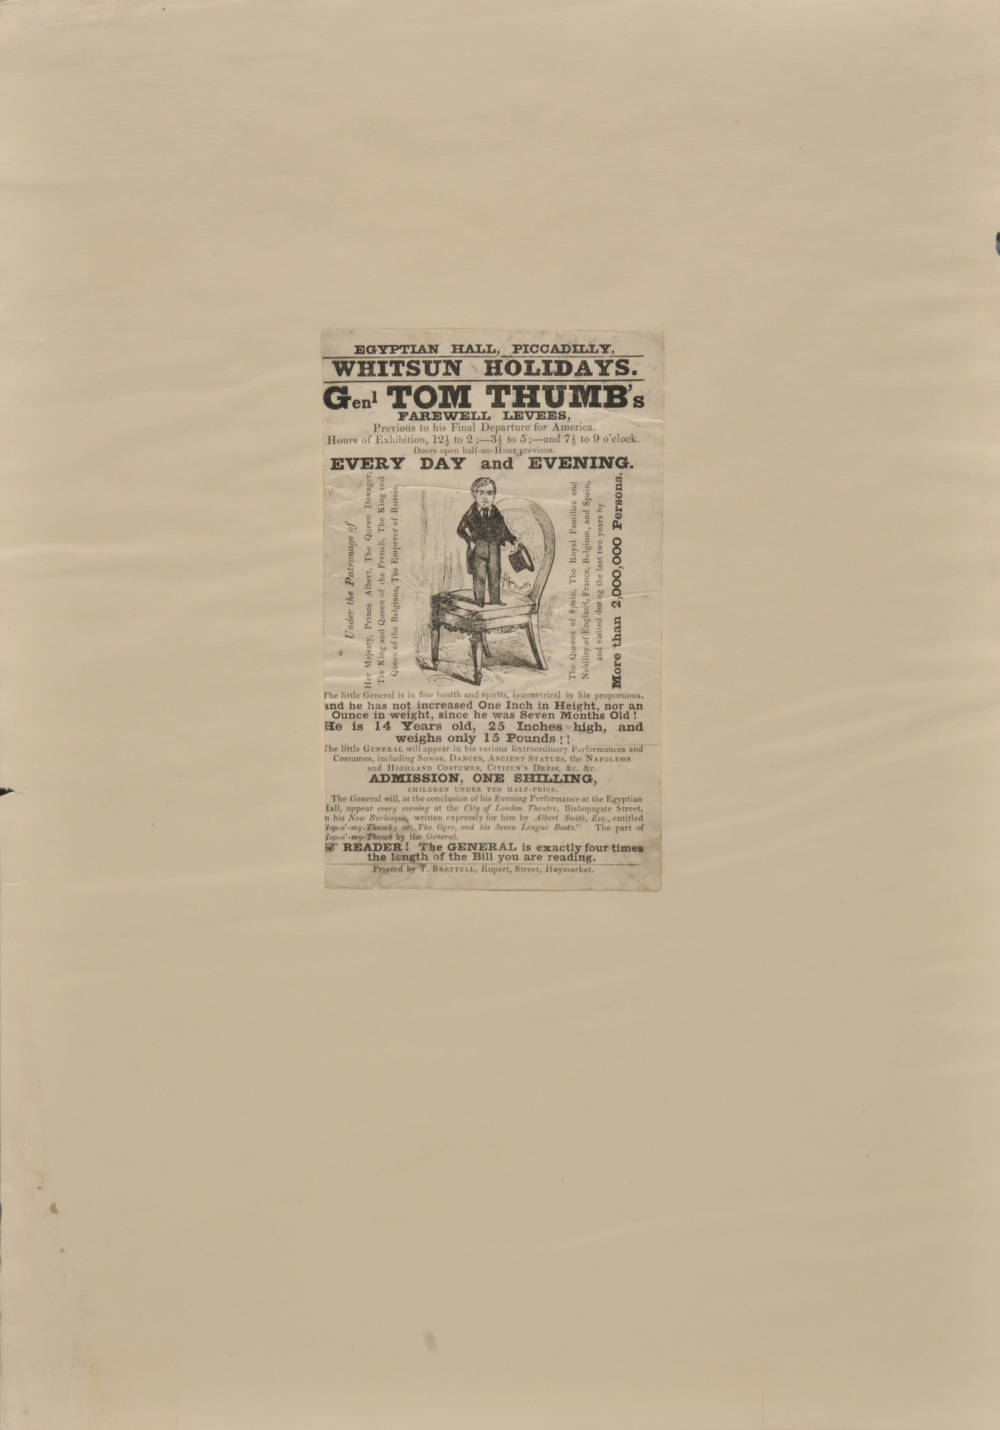 EGYPTIAN HALL, PICCADILLY.
WHITSUN HOLIDAYS.
Genl TOM THUMB's
FAREWELL LEVEES,
Previous to his Final Departure for America.
Hours of Exhibition, 12½ to 2;—3½ to 5;—and 7½ to 9 o'clock.
Doors open half-an-Hour previous.
EVERY DAY and EVENING.
Under the Patronage of
Her Majesty, Prince Albert, The Queen Dowager,
The King and Queen of the French, The King and
Queen of the Belgians, The Emperor of Russia,
The Queens of Spain, The Royal Families and
Nobility of England, France, Belgium, and Spain,
and visited during the last two years by
More than 2,000,000 Persons.
The little General is in fine health and spirits, symmetrical in his proportions,
and he has not increased One Inch in Height, nor an
Ounce in weight, since he was Seven Months Old!
He is 14 Years old, 25 Inches high, and
weighs only 15 Pounds!!
The little GENERAL will appear in his various Extraordinary Performances and
Costumes, including SONGS, DANCES, ANCIENT STATUES, the NAPOLEON
and HIGHLAND COSTUMES, CITIZEN'S DRESS, &c. &c.
ADMISSION, ONE SHILLING,
CHILDREN UNDER TEN HALF-PRICE.
The General will, at the conclusion of his Evening Performance at the Egyptian
Hall, appear every evening at the City of London Theatre, Bishopsgate Street,
in his New Burlesque, written expressly for him by Albert Smith, Esq., entitled
Hop-o'-my-Thumb; or, The Ogre, and his Seven League Boots." The part of
Hop-o'-my-Thumb by the General.
☞ READER! The GENERAL is exactly four times
the length of the Bill you are reading.
Printed by T. BRETTELL, Rupert, Street, Haymarket.